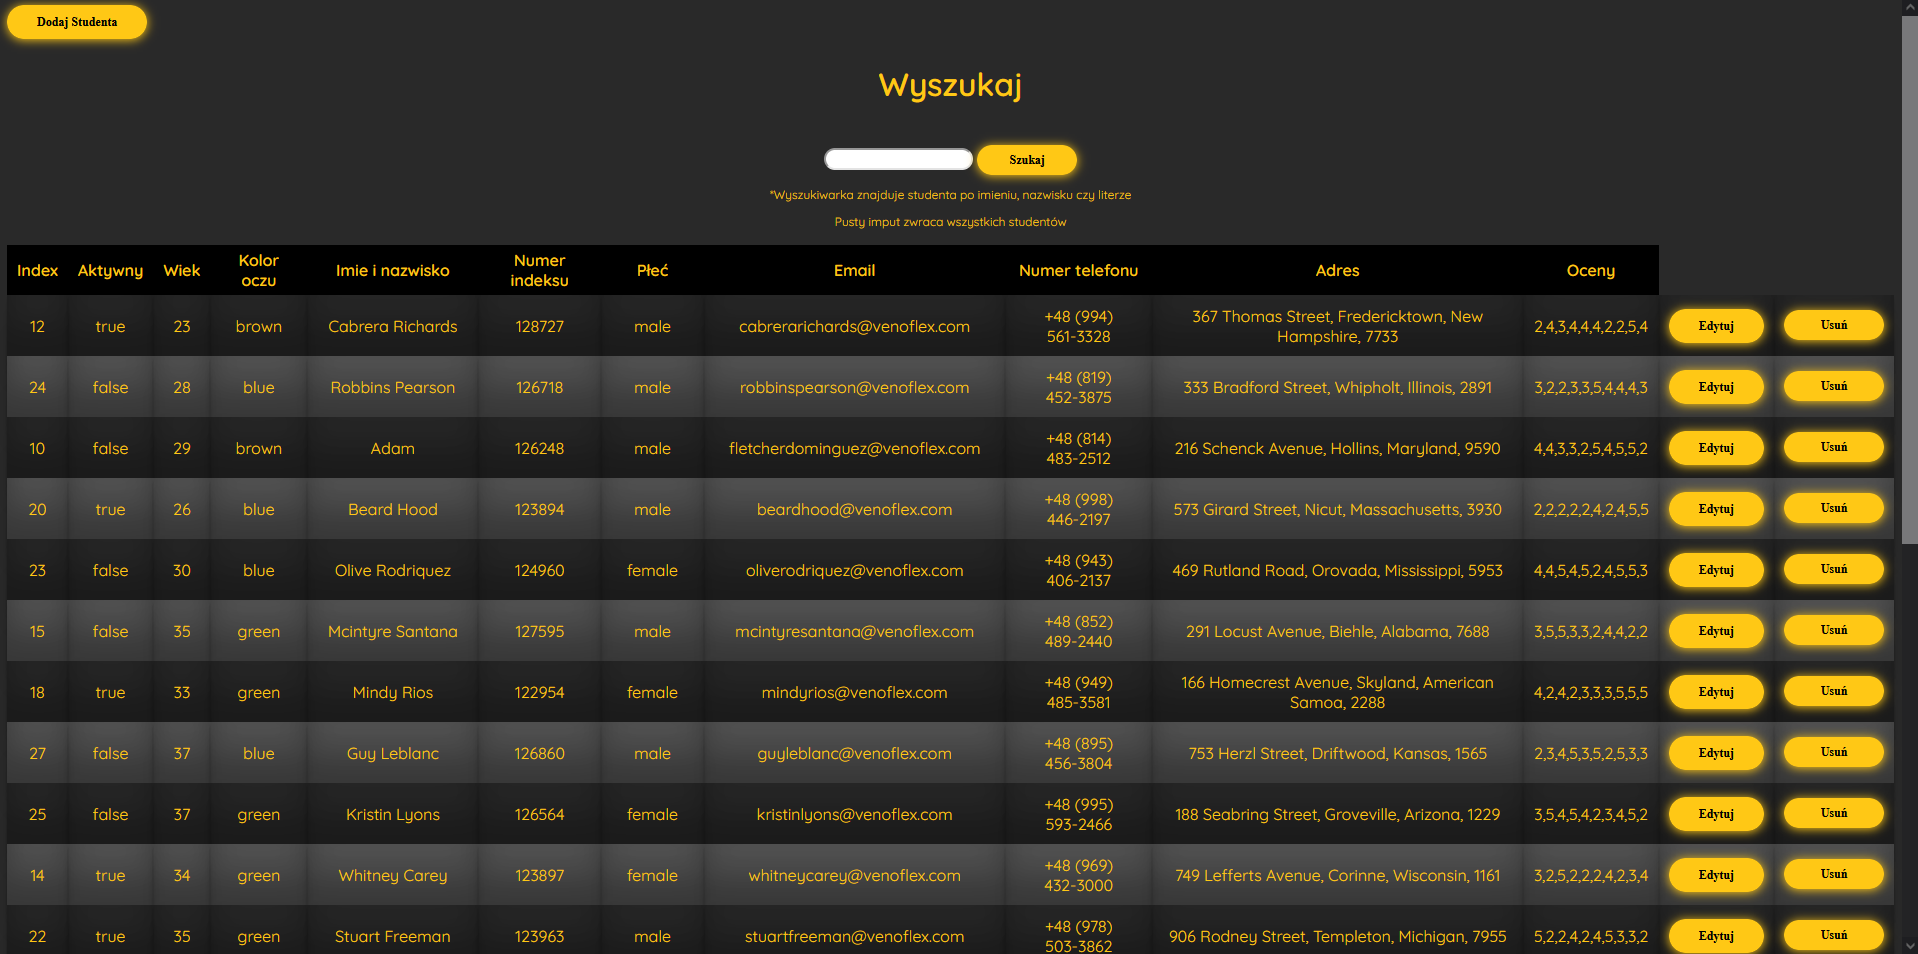 Dodaj Studenta
Wyszukaj
Szukaj
*Wyszukiwarka znajduje studenta po imieniu, nazwisku czy literze
Pusty imput zwraca wszystkich studentów
Index Aktywny Wiek Kolor oczu Imie i nazwisko Numer indeksu Płeć Email Numer telefonu Adres Oceny
12 true 23 brown Cabrera Richards 128727 male cabrerarichards@venoflex.com +48 (994) 561-3328 367 Thomas Street, Fredericktown, New Hampshire, 7733 2,4,3,4,4,4,2,2,5,4 Edytuj Usuń
24 false 28 blue Robbins Pearson 126718 male robbinspearson@venoflex.com +48 (819) 452-3875 333 Bradford Street, Whipholt, Illinois, 2891 3,2,2,3,3,5,4,4,4,3 Edytuj Usuń
10 false 29 brown Adam 126248 male fletcherdominguez@venoflex.com +48 (814) 483-2512 216 Schenck Avenue, Hollins, Maryland, 9590 4,4,3,3,2,5,4,5,5,2 Edytuj Usuń
20 true 26 blue Beard Hood 123894 male beardhood@venoflex.com +48 (998) 446-2197 573 Girard Street, Nicut, Massachusetts, 3930 2,2,2,2,2,4,2,4,5,5 Edytuj Usuń
23 false 30 blue Olive Rodriquez 124960 female oliverodriquez@venoflex.com +48 (943) 406-2137 469 Rutland Road, Orovada, Mississippi, 5953 4,4,5,4,5,2,4,5,5,3 Edytuj Usuń
15 false 35 green Mcintyre Santana 127595 male mcintyresantana@venoflex.com +48 (852) 489-2440 291 Locust Avenue, Biehle, Alabama, 7688 3,5,5,3,3,2,4,4,2,2 Edytuj Usuń
18 true 33 green Mindy Rios 122954 female mindyrios@venoflex.com +48 (949) 485-3581 166 Homecrest Avenue, Skyland, American Samoa, 2288 4,2,4,2,3,3,3,5,5,5 Edytuj Usuń
27 false 37 blue Guy Leblanc 126860 male guyleblanc@venoflex.com +48 (895) 456-3804 753 Herzl Street, Driftwood, Kansas, 1565 2,3,4,5,3,5,2,5,3,3 Edytuj Usuń
25 false 37 green Kristin Lyons 126564 female kristinlyons@venoflex.com +48 (995) 593-2466 188 Seabring Street, Groveville, Arizona, 1229 3,5,4,5,4,2,3,4,5,2 Edytuj Usuń
14 true 34 green Whitney Carey 123897 female whitneycarey@venoflex.com +48 (969) 432-3000 749 Lefferts Avenue, Corinne, Wisconsin, 1161 3,2,5,2,2,2,4,2,3,4 Edytuj Usuń
22 true 35 green Stuart Freeman 123963 male stuartfreeman@venoflex.com +48 (978) 503-3862 906 Rodney Street, Templeton, Michigan, 7955 5,2,2,4,2,4,5,3,3,2 Edytuj Usuń